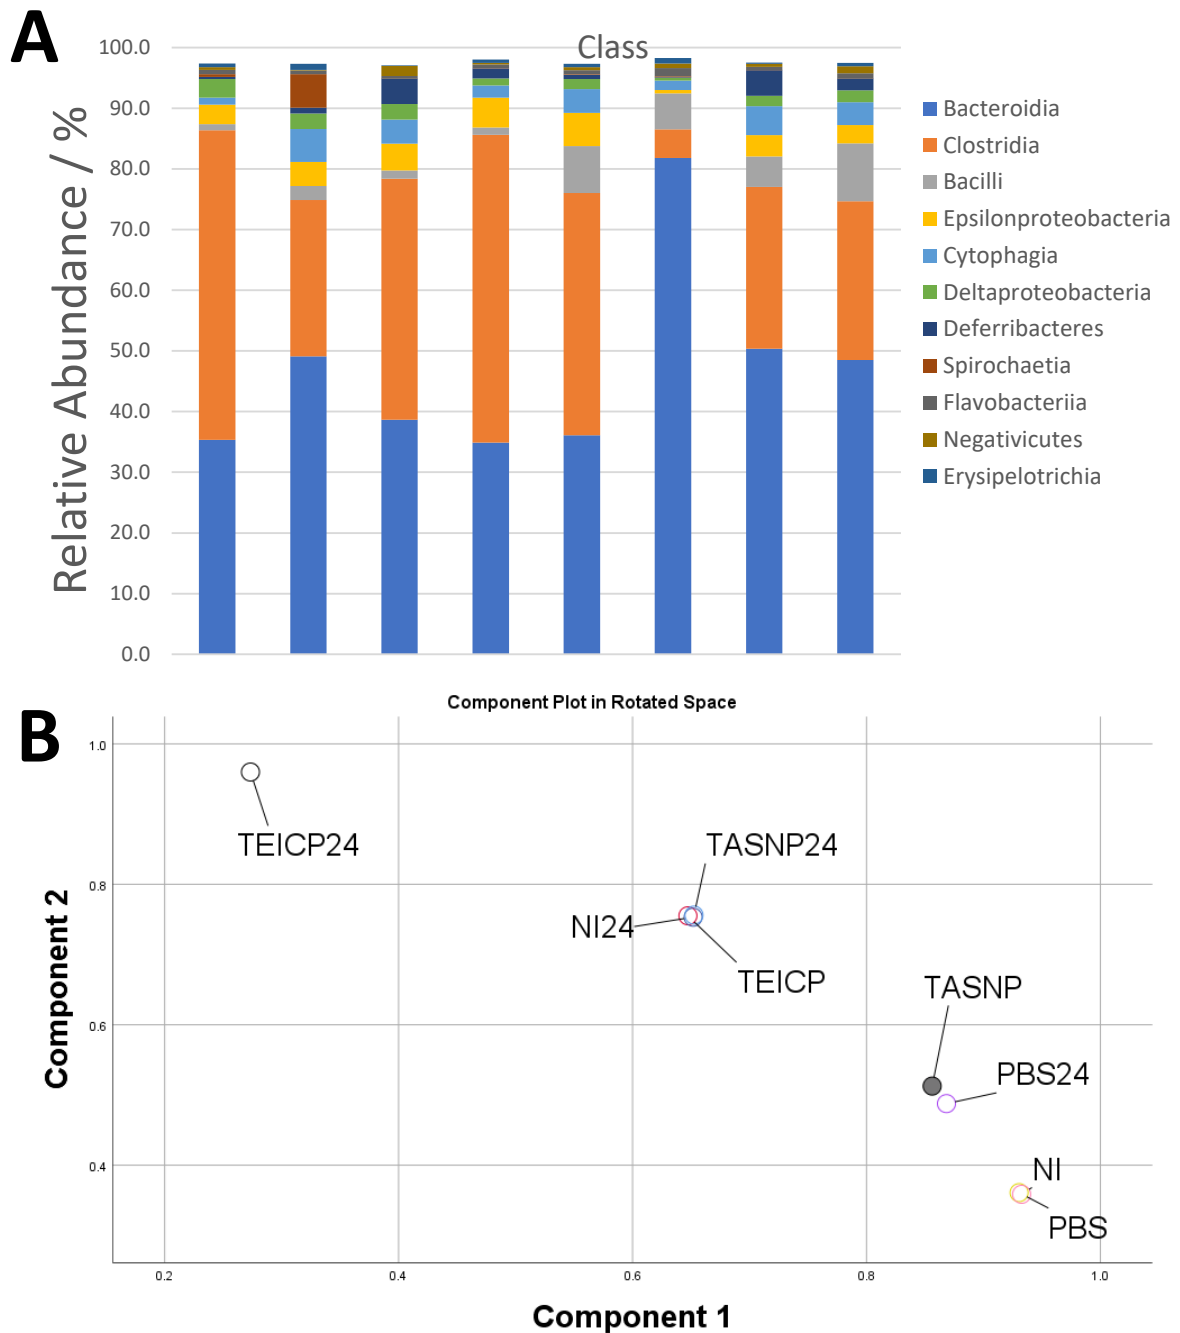 A
Class
Relative Abundance / %
100.0
90.0
80.0
70.0
60.0
50.0
40.0
30.0
20.0
10.0
0.0
Bacteroidia
Clostridia
Bacilli
Epsilonproteobacteria
Cytophagia
Deltaproteobacteria
Deferribacteres
Spirochaetia
Flavobacteriia
Negativicutes
Erysipelotrichia
B
Component Plot in Rotated Space
Component 2
1.0
0.8
0.6
0.4
TEICP24
TASNP24
NI24
TEICP
TASNP
PBS24
NI
PBS
0.2
0.4
0.6
0.8
1.0
Component 1